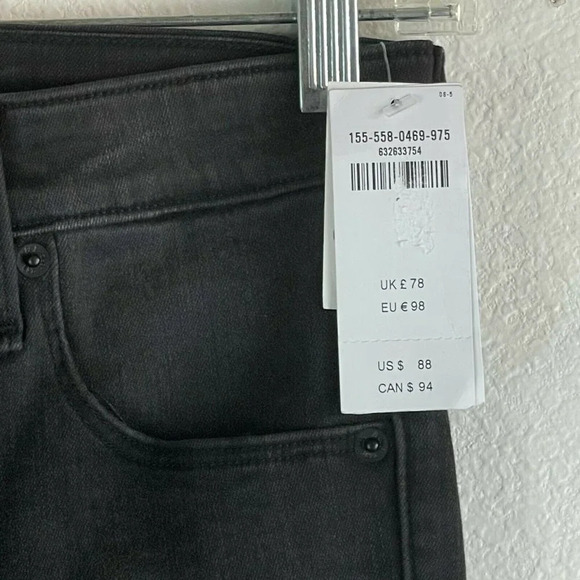 08-5
155-558-0469-975
632633754
UK £ 78
EU € 98
US $ 88
CAN $ 94